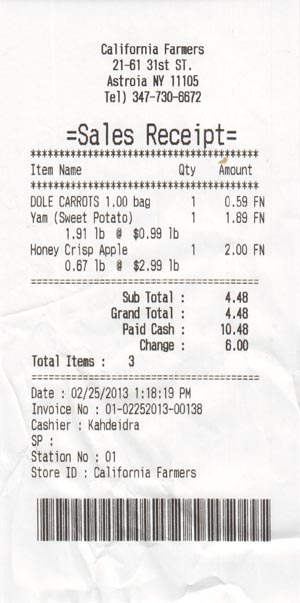 California Farmers
21-61 31st ST.
Astroia NY 11105
Tel) 347-730-6672
=Sales Receipt=
****************************************
Item Name Qty Amount
****************************************
DOLE CARROTS 1.00 bag 1 0.59 FN
Yam (Sweet Potato) 1 1.89 FN
1.91 lb @ $0.99 lb
Honey Crisp Apple 1 2.00 FN
0.67 lb @ $2.99 lb
========================================
Sub Total : 4.48
Grand Total : 4.48
Paid Cash : 10.48
Change : 6.00
Total Items : 3
========================================
Date : 02/25/2013 1:18:19 PM
Invoice No : 01-02252013-00138
Cashier : Kahdeidra
SP :
Station No : 01
Store ID : California Farmers